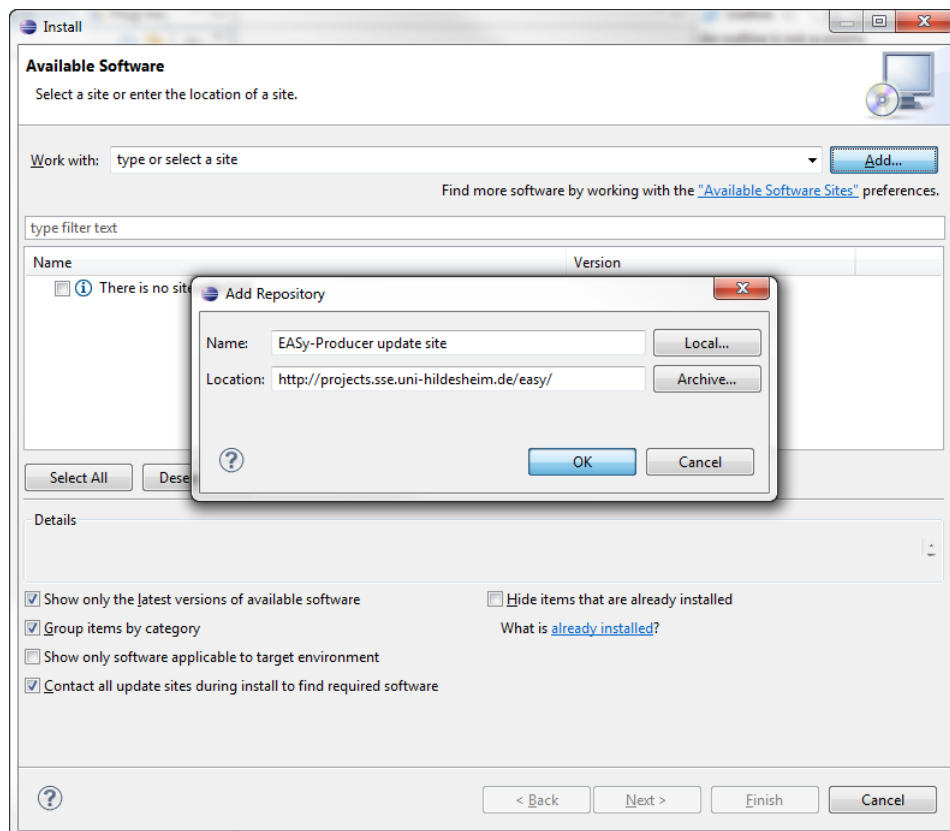 Install
Available Software
Select a site or enter the location of a site.
Work with: type or select a site Add...
Find more software by working with the "Available Software Sites" preferences.
type filter text
Name Version
There is no site
Add Repository
Name: EASy-Producer update site Local...
Location: http://projects.sse.uni-hildesheim.de/easy/ Archive...
OK Cancel
Select All Dese
Details
Show only the latest versions of available software Hide items that are already installed
Group items by category What is already installed?
Show only software applicable to target environment
Contact all update sites during install to find required software
< Back Next > Finish Cancel